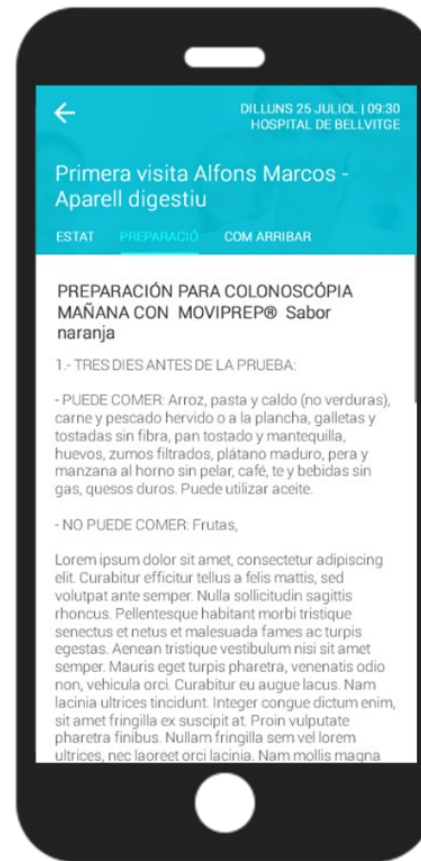 DILLUNS 25 JULIOL | 09:30
HOSPITAL DE BELLVITGE
Primera visita Alfons Marcos -
Aparell digestiu
ESTAT PREPARACIÓ COM ARRIBAR
PREPARACIÓN PARA COLONOSCÓPIA
MAÑANA CON MOVIPREP® Sabor
naranja
1.- TRES DIES ANTES DE LA PRUEBA:
- PUEDE COMER: Arroz, pasta y caldo (no verduras),
carne y pescado hervido o a la plancha, galletas y
tostadas sin fibra, pan tostado y mantequilla,
huevos, zumos filtrados, plátano maduro, pera y
manzana al horno sin pelar, café, te y bebidas sin
gas, quesos duros. Puede utilizar aceite.
- NO PUEDE COMER: Frutas,
Lorem ipsum dolor sit amet, consectetur adipiscing
elit. Curabitur efficitur tellus a felis mattis, sed
volutpat ante semper. Nulla sollicitudin sagittis
rhoncus. Pellentesque habitant morbi tristique
senectus et netus et malesuada fames ac turpis
egestas. Aenean tristique vestibulum nisi sit amet
semper. Mauris eget turpis pharetra, venenatis odio
non, vehicula orci. Curabitur eu augue lacus. Nam
lacinia ultrices tincidunt. Integer congue dictum enim,
sit amet fringilla ex suscipit at. Proin vulputate
pharetra finibus. Nullam fringilla sem vel lorem
ultrices, nec laoreet orci lacinia. Nam mollis magna